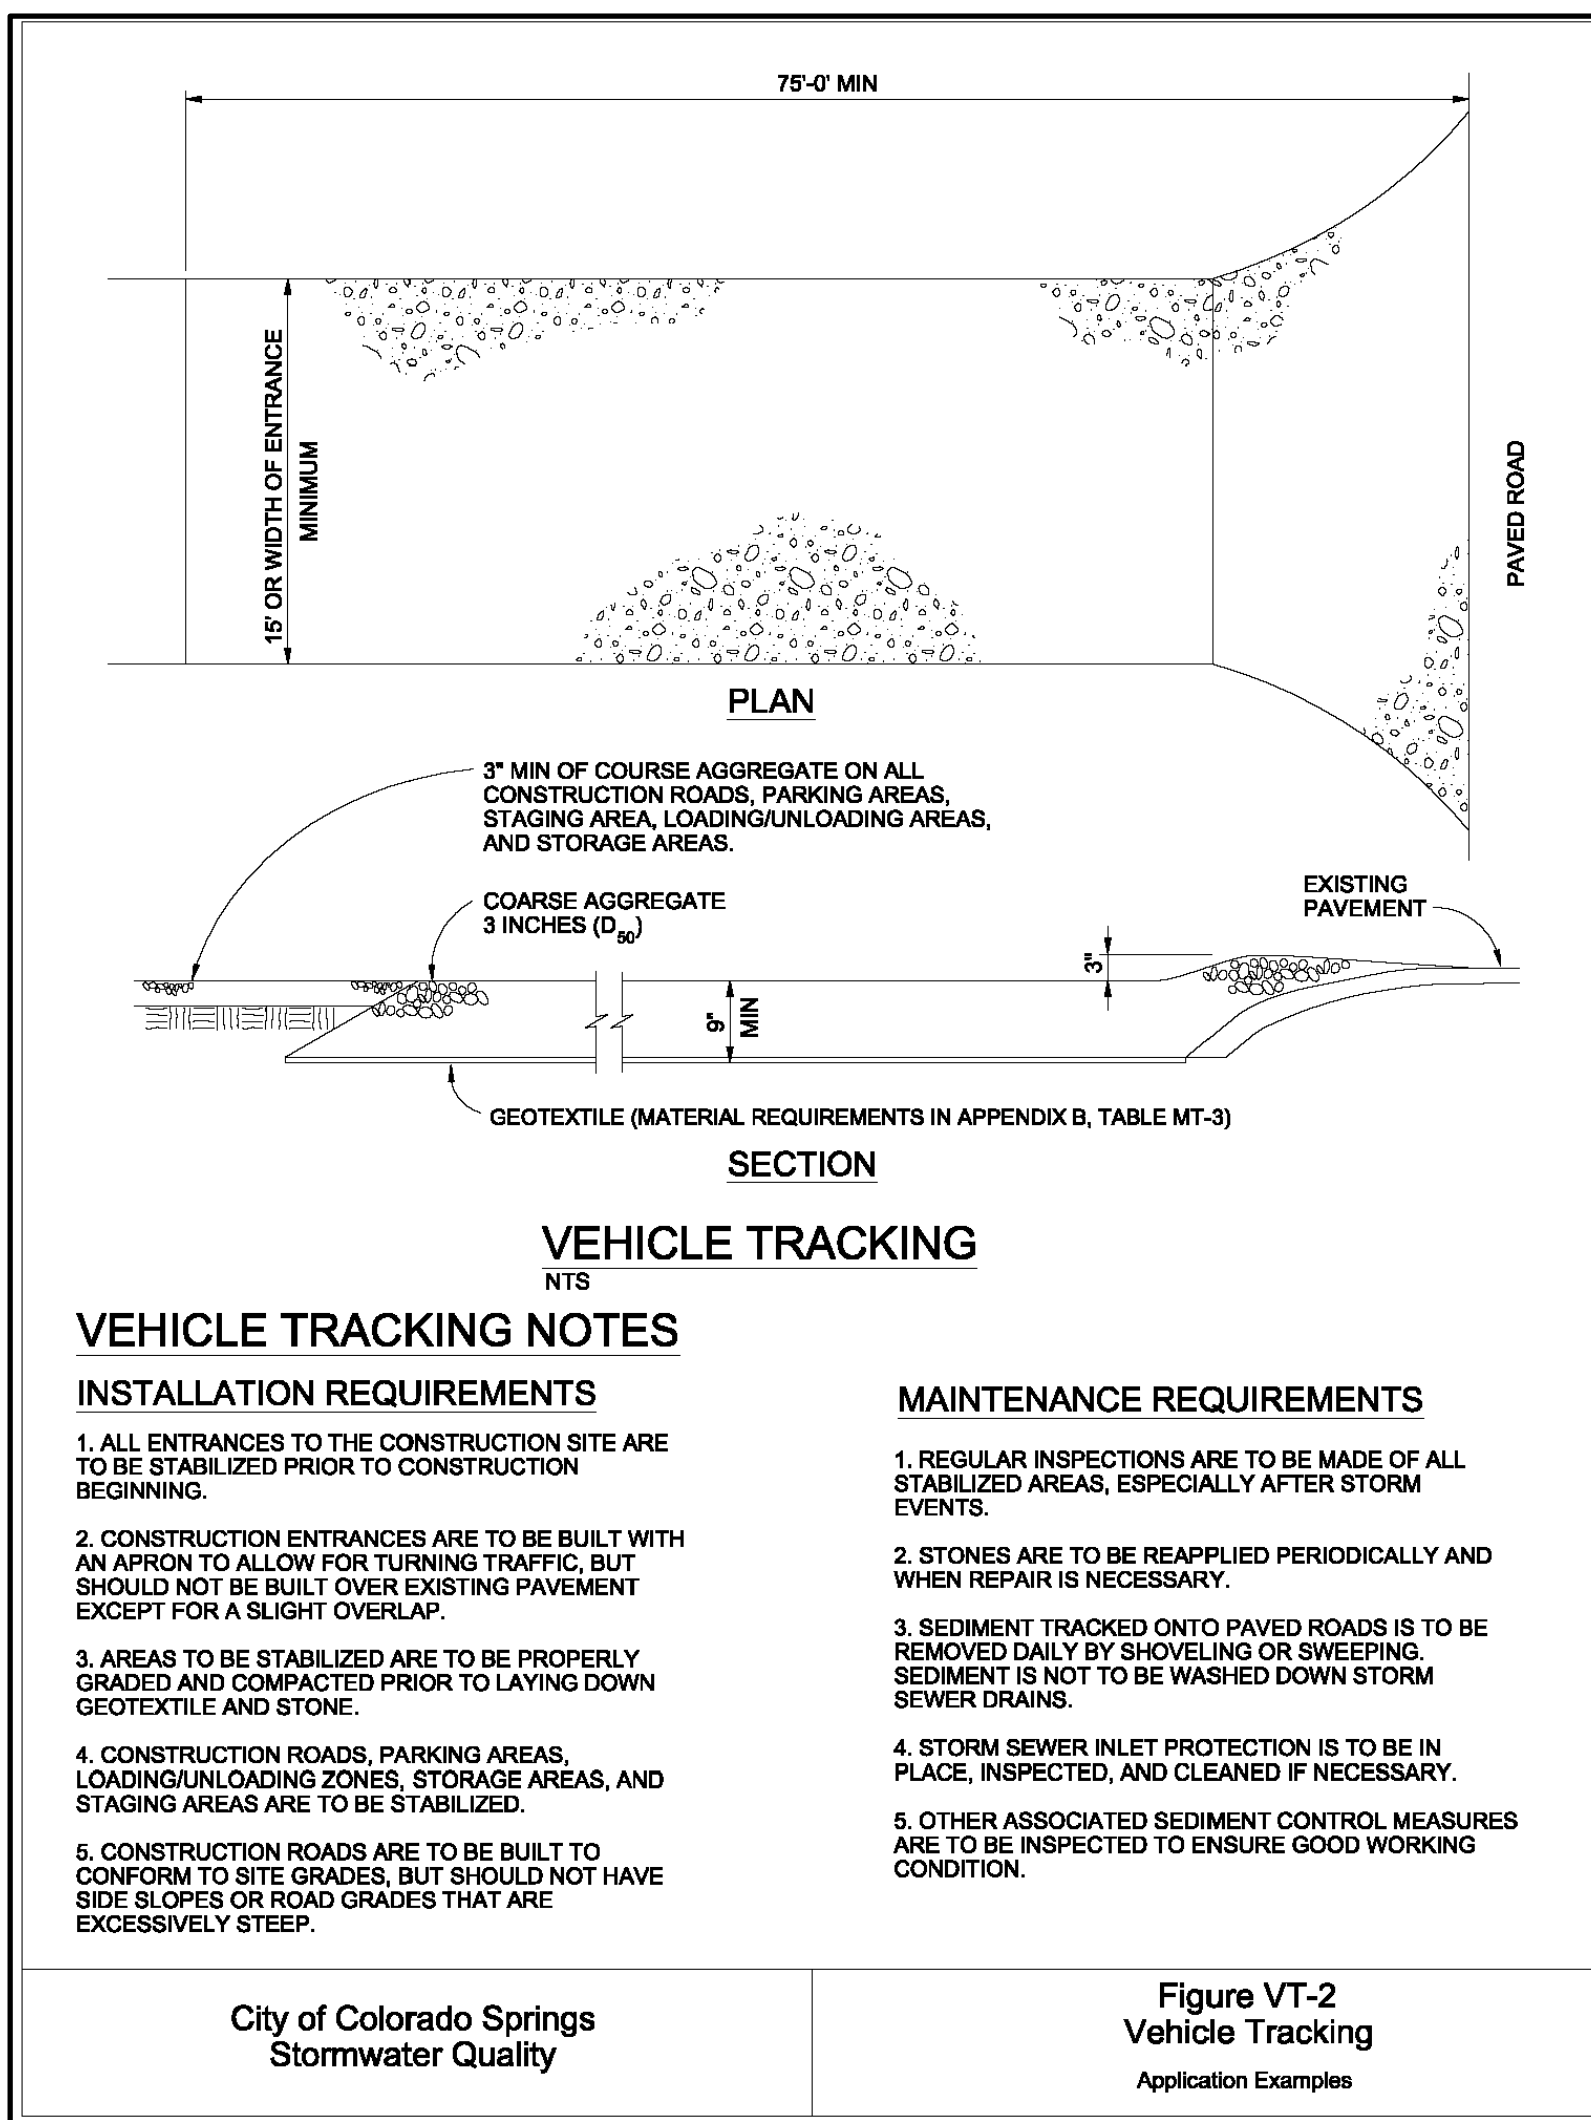 75'-0' MIN
15' OR WIDTH OF ENTRANCE
MINIMUM
PAVED ROAD
PLAN
3" MIN OF COURSE AGGREGATE ON ALL
CONSTRUCTION ROADS, PARKING AREAS,
STAGING AREA, LOADING/UNLOADING AREAS,
AND STORAGE AREAS.
COARSE AGGREGATE
3 INCHES (D50)
EXISTING
PAVEMENT
3"
9"
MIN
GEOTEXTILE (MATERIAL REQUIREMENTS IN APPENDIX B, TABLE MT-3)
SECTION
VEHICLE TRACKING
NTS
VEHICLE TRACKING NOTES
INSTALLATION REQUIREMENTS
1. ALL ENTRANCES TO THE CONSTRUCTION SITE ARE
TO BE STABILIZED PRIOR TO CONSTRUCTION
BEGINNING.
2. CONSTRUCTION ENTRANCES ARE TO BE BUILT WITH
AN APRON TO ALLOW FOR TURNING TRAFFIC, BUT
SHOULD NOT BE BUILT OVER EXISTING PAVEMENT
EXCEPT FOR A SLIGHT OVERLAP.
3. AREAS TO BE STABILIZED ARE TO BE PROPERLY
GRADED AND COMPACTED PRIOR TO LAYING DOWN
GEOTEXTILE AND STONE.
4. CONSTRUCTION ROADS, PARKING AREAS,
LOADING/UNLOADING ZONES, STORAGE AREAS, AND
STAGING AREAS ARE TO BE STABILIZED.
5. CONSTRUCTION ROADS ARE TO BE BUILT TO
CONFORM TO SITE GRADES, BUT SHOULD NOT HAVE
SIDE SLOPES OR ROAD GRADES THAT ARE
EXCESSIVELY STEEP.
MAINTENANCE REQUIREMENTS
1. REGULAR INSPECTIONS ARE TO BE MADE OF ALL
STABILIZED AREAS, ESPECIALLY AFTER STORM
EVENTS.
2. STONES ARE TO BE REAPPLIED PERIODICALLY AND
WHEN REPAIR IS NECESSARY.
3. SEDIMENT TRACKED ONTO PAVED ROADS IS TO BE
REMOVED DAILY BY SHOVELING OR SWEEPING.
SEDIMENT IS NOT TO BE WASHED DOWN STORM
SEWER DRAINS.
4. STORM SEWER INLET PROTECTION IS TO BE IN
PLACE, INSPECTED, AND CLEANED IF NECESSARY.
5. OTHER ASSOCIATED SEDIMENT CONTROL MEASURES
ARE TO BE INSPECTED TO ENSURE GOOD WORKING
CONDITION.
City of Colorado Springs
Stormwater Quality
Figure VT-2
Vehicle Tracking
Application Examples